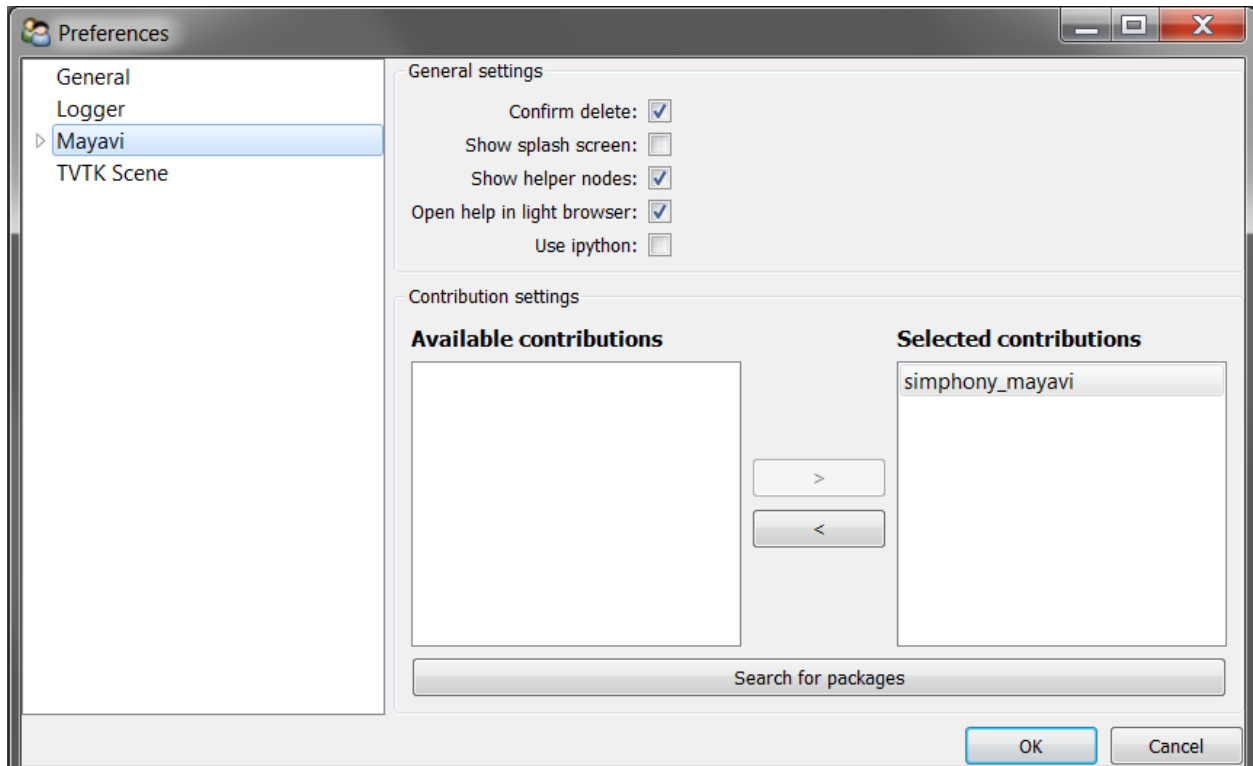 Preferences
General
Logger
Mayavi
TVTK Scene
General settings
Confirm delete:
Show splash screen:
Show helper nodes:
Open help in light browser:
Use ipython:
Contribution settings
Available contributions
Selected contributions
simphony_mayavi
>
<
Search for packages
OK
Cancel